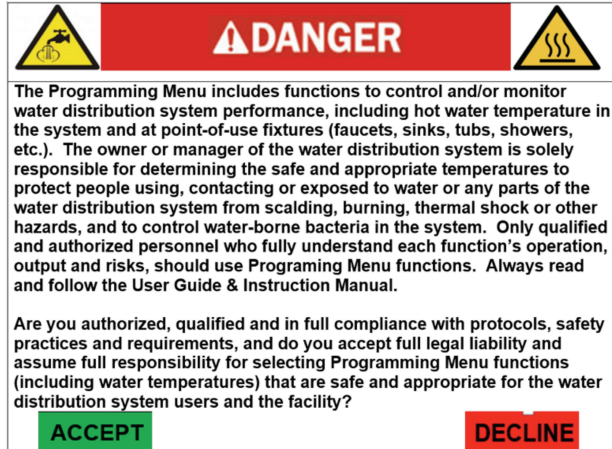 DANGER
The Programming Menu includes functions to control and/or monitor
water distribution system performance, including hot water temperature in
the system and at point-of-use fixtures (faucets, sinks, tubs, showers,
etc.).  The owner or manager of the water distribution system is solely
responsible for determining the safe and appropriate temperatures to
protect people using, contacting or exposed to water or any parts of the
water distribution system from scalding, burning, thermal shock or other
hazards, and to control water-borne bacteria in the system.  Only qualified
and authorized personnel who fully understand each function's operation,
output and risks, should use Programing Menu functions.  Always read
and follow the User Guide & Instruction Manual.
Are you authorized, qualified and in full compliance with protocols, safety
practices and requirements, and do you accept full legal liability and
assume full responsibility for selecting Programming Menu functions
(including water temperatures) that are safe and appropriate for the water
distribution system users and the facility?
ACCEPT DECLINE